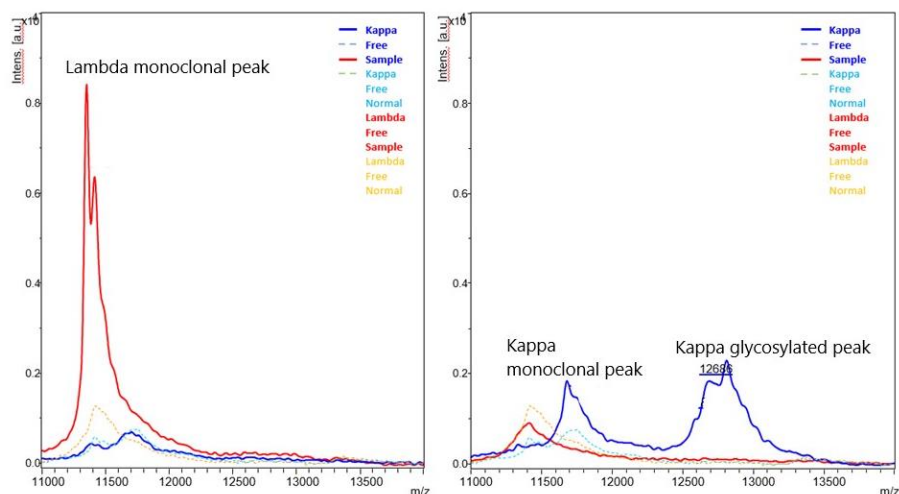 x10
4
Intens. [a.u.]
Lambda monoclonal peak
Kappa
Free
Sample
Kappa
Free
Normal
Lambda
Free
Sample
Lambda
Free
Normal
0.8
0.6
0.4
0.2
0.0
11000 11500 12000 12500 13000 13500
m/z
x10
4
Intens. [a.u.]
Kappa
Free
Sample
Kappa
Free
Normal
Lambda
Free
Sample
Lambda
Free
Normal
0.8
0.6
0.4
Kappa
monoclonal peak
Kappa glycosylated peak
12686
0.2
0.0
11000 11500 12000 12500 13000 13500
m/z